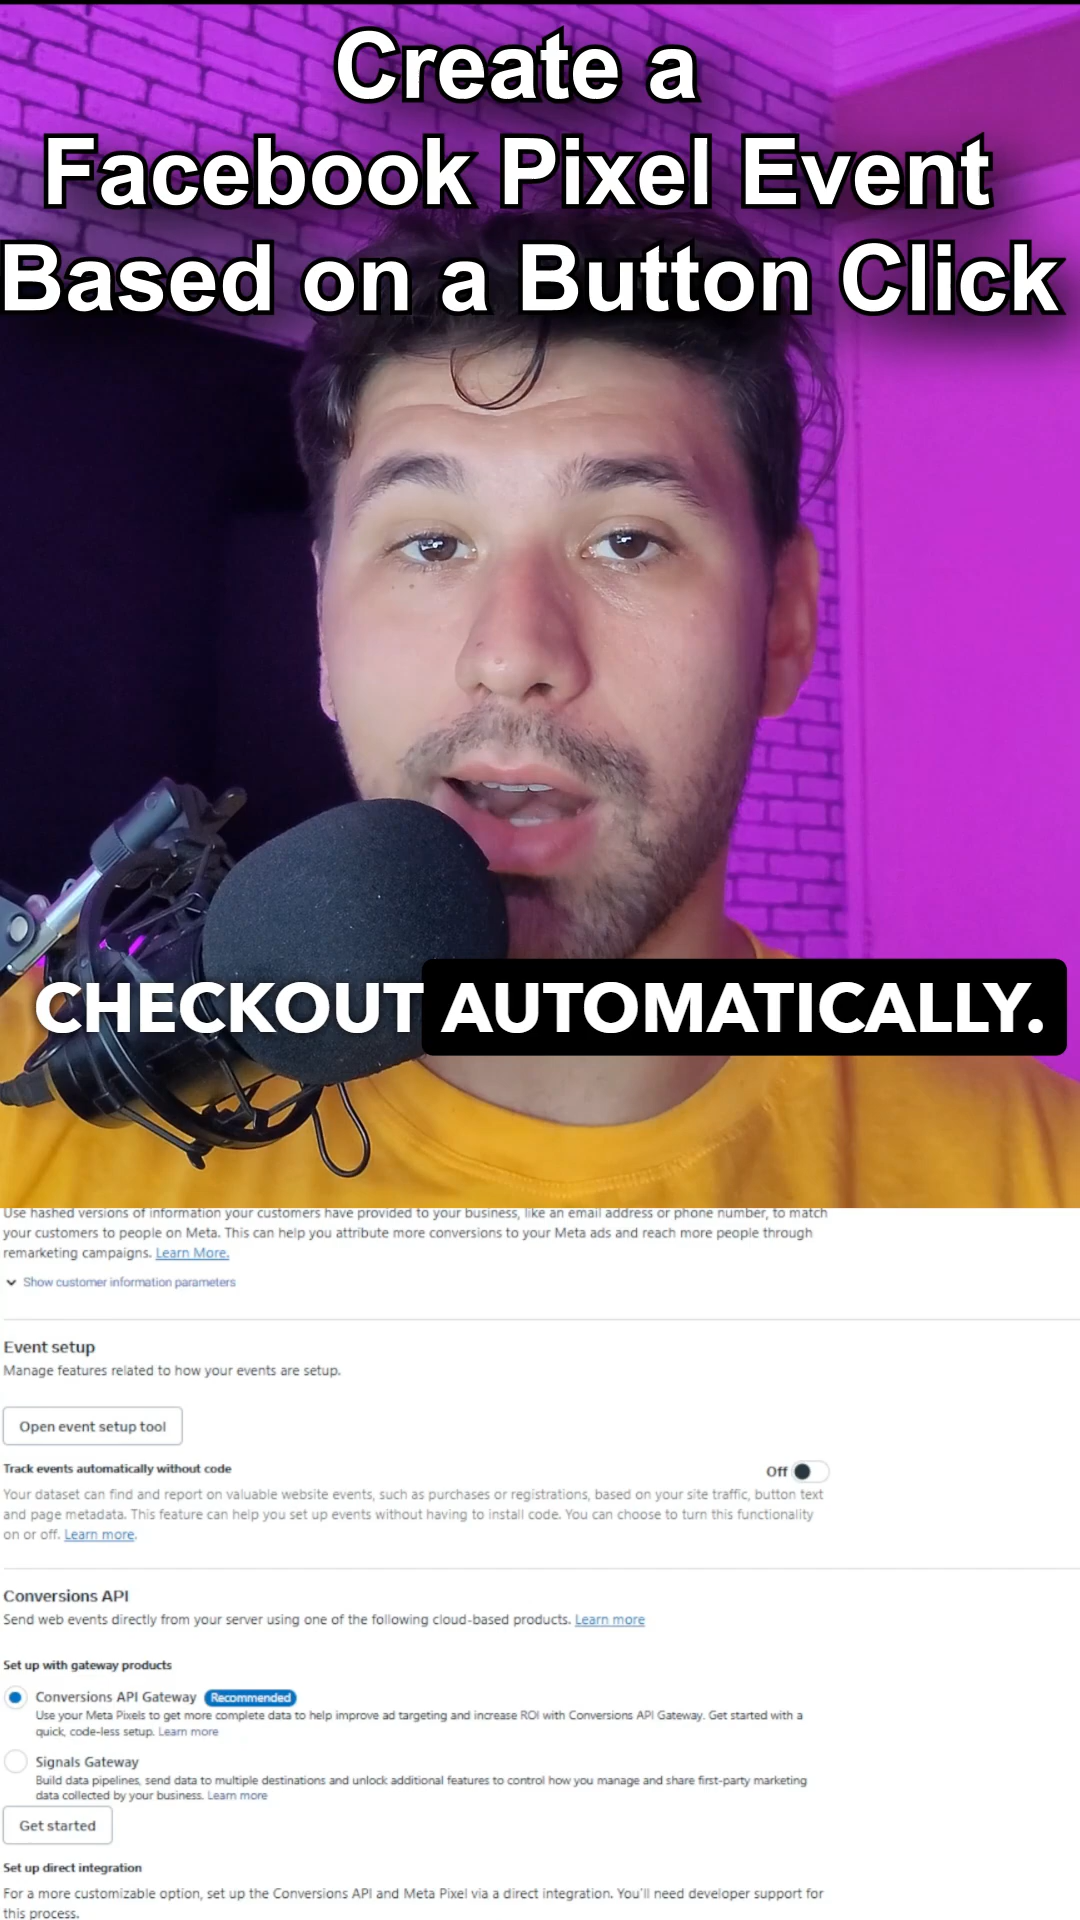 Create a
Facebook Pixel Event
Based on a Button Click
CHECKOUT AUTOMATICALLY.
Use hashed versions of information your customers have provided to your business, like an email address or phone number, to match
your customers to people on Meta. This can help you attribute more conversions to your Meta ads and reach more people through
remarketing campaigns. Learn More.
Show customer information parameters
Event setup
Manage features related to how your events are setup.
Open event setup tool
Track events automatically without code
Off
Your dataset can find and report on valuable website events, such as purchases or registrations, based on your site traffic, button text
and page metadata. This feature can help you set up events without having to install code. You can choose to turn this functionality
on or off. Learn more.
Conversions API
Send web events directly from your server using one of the following cloud-based products. Learn more
Set up with gateway products
Conversions API Gateway Recommended
Use your Meta Pixels to get more complete data to help improve ad targeting and increase ROI with Conversions API Gateway. Get started with a
quick, code-less setup. Learn more
Signals Gateway
Build data pipelines, send data to multiple destinations and unlock additional features to control how you manage and share first-party marketing
data collected by your business. Learn more
Get started
Set up direct integration
For a more customizable option, set up the Conversions API and Meta Pixel via a direct integration. You'll need developer support for
this process.